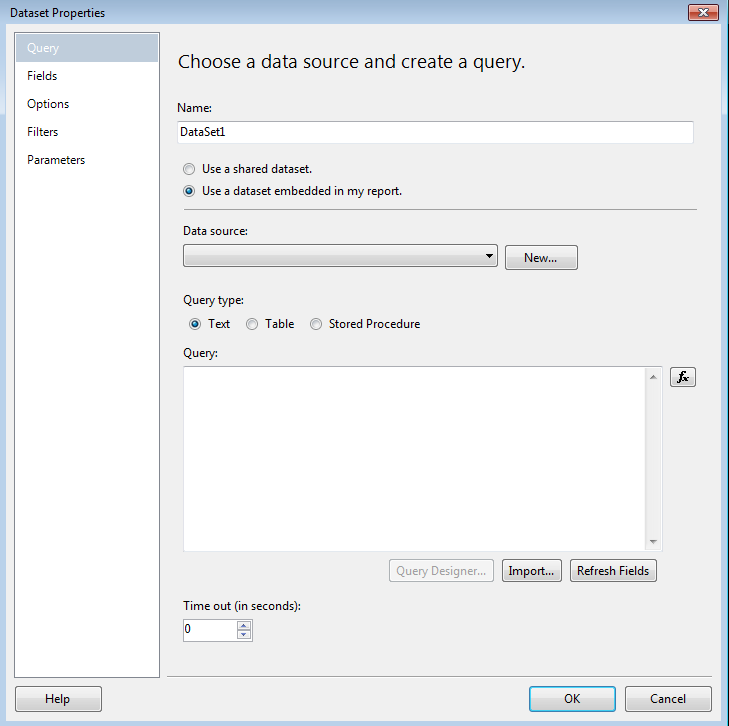 Dataset Properties
Query
Fields
Options
Filters
Parameters
Choose a data source and create a query.
Name:
DataSet1
Use a shared dataset.
Use a dataset embedded in my report.
Data source:
New...
Query type:
Text Table Stored Procedure
Query:
fx
Query Designer... Import... Refresh Fields
Time out (in seconds):
0
Help OK Cancel